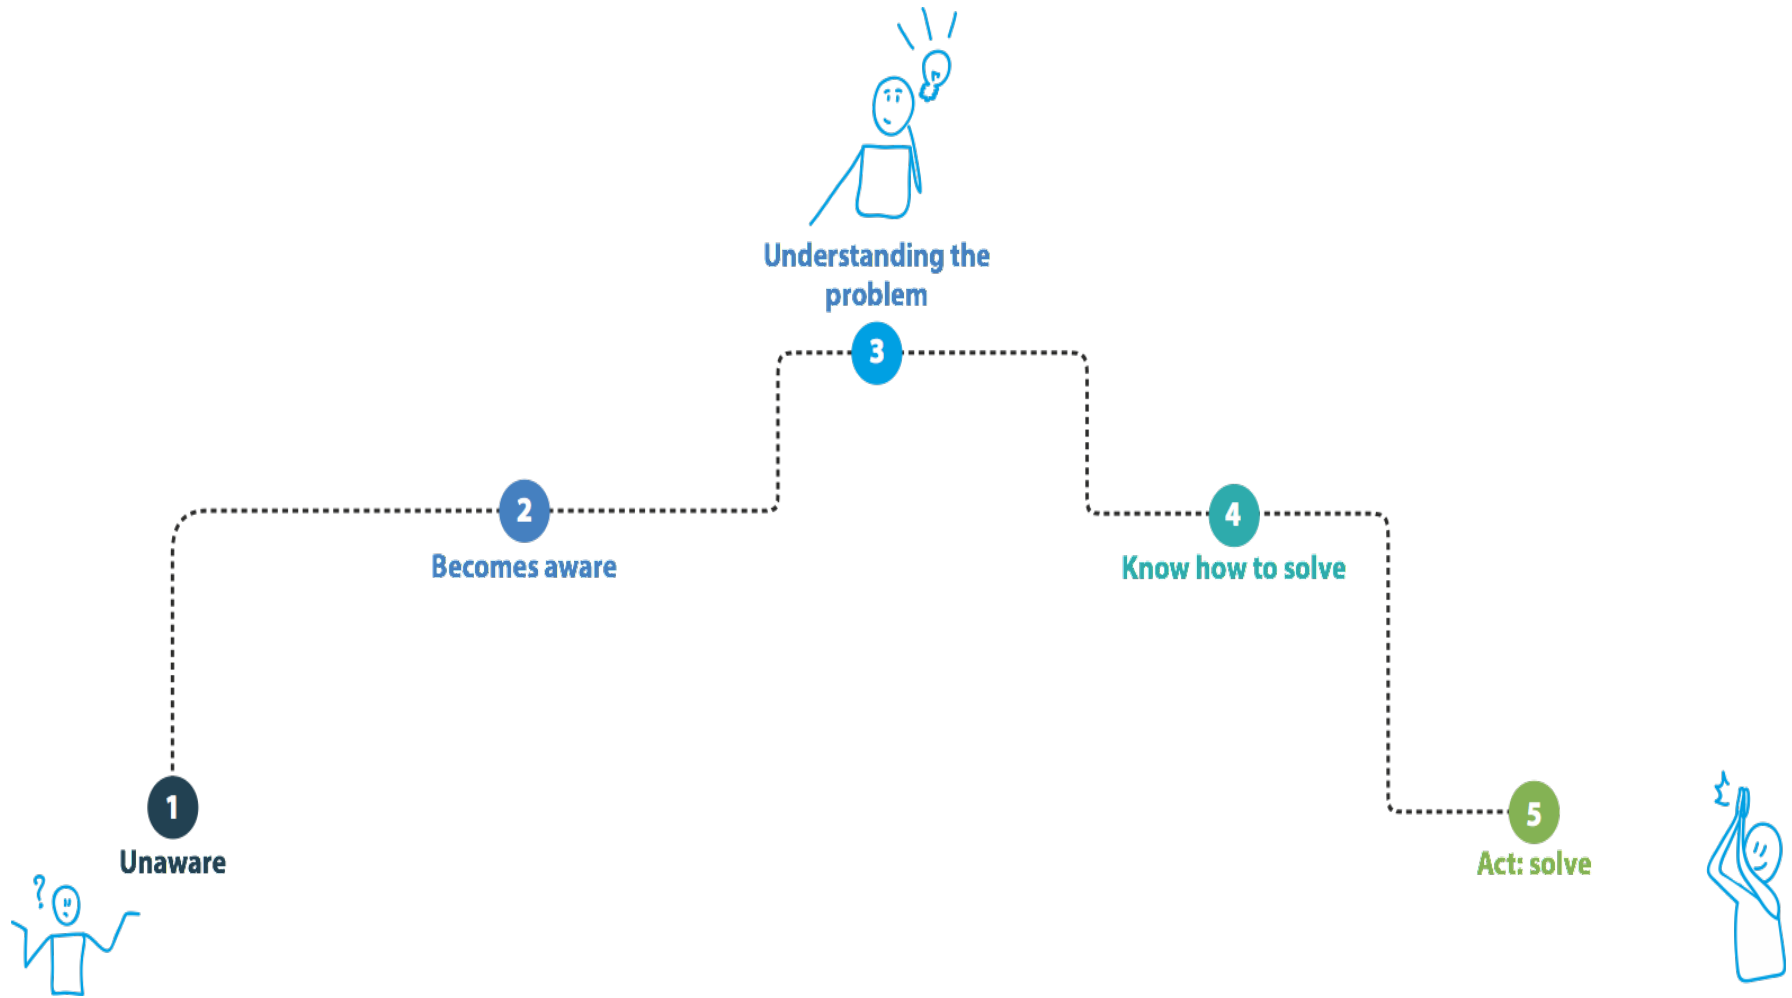 Understanding the
problem
3
2
Becomes aware
4
Know how to solve
1
Unaware
?
5
Act: solve